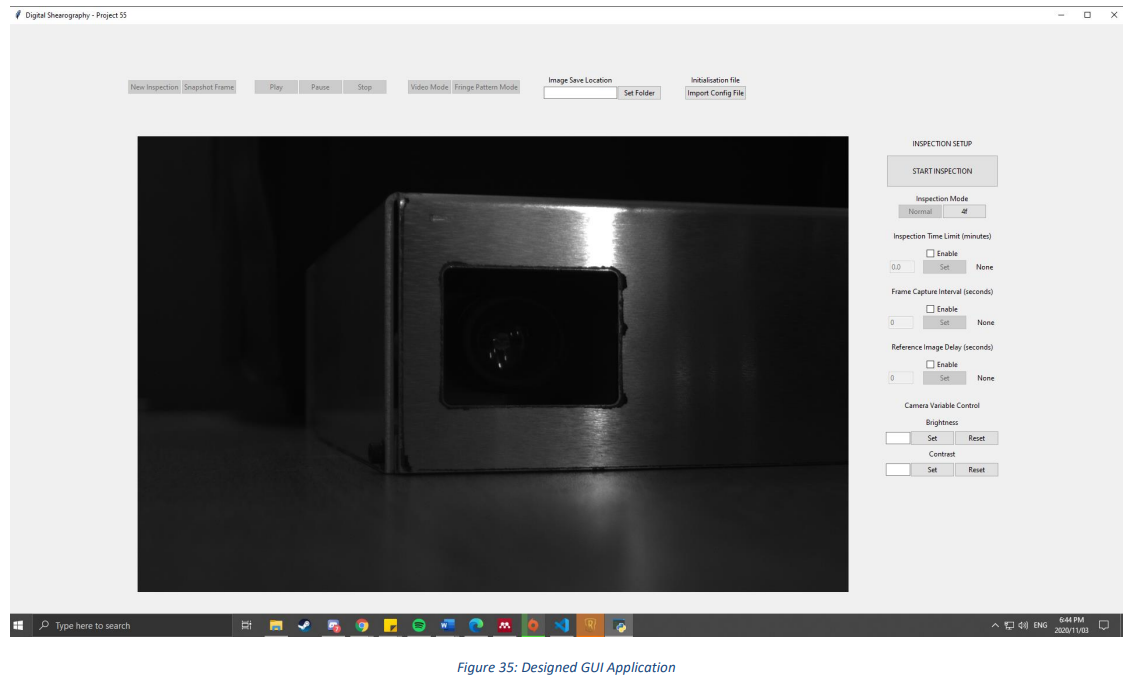 Digital Shearography - Project 55
New Inspection Snapshot Frame Play Pause Stop Video Mode Fringe Pattern Mode
Image Save Location
Set Folder
Initialisation file
Import Config File
INSPECTION SETUP
START INSPECTION
Inspection Mode
Normal 4f
Inspection Time Limit (minutes)
Enable
0.0 Set None
Frame Capture Interval (seconds)
Enable
0 Set None
Reference Image Delay (seconds)
Enable
0 Set None
Camera Variable Control
Brightness
Set Reset
Contrast
Set Reset
Type here to search
ENG
6:44 PM
2020/11/03
Figure 35: Designed GUI Application